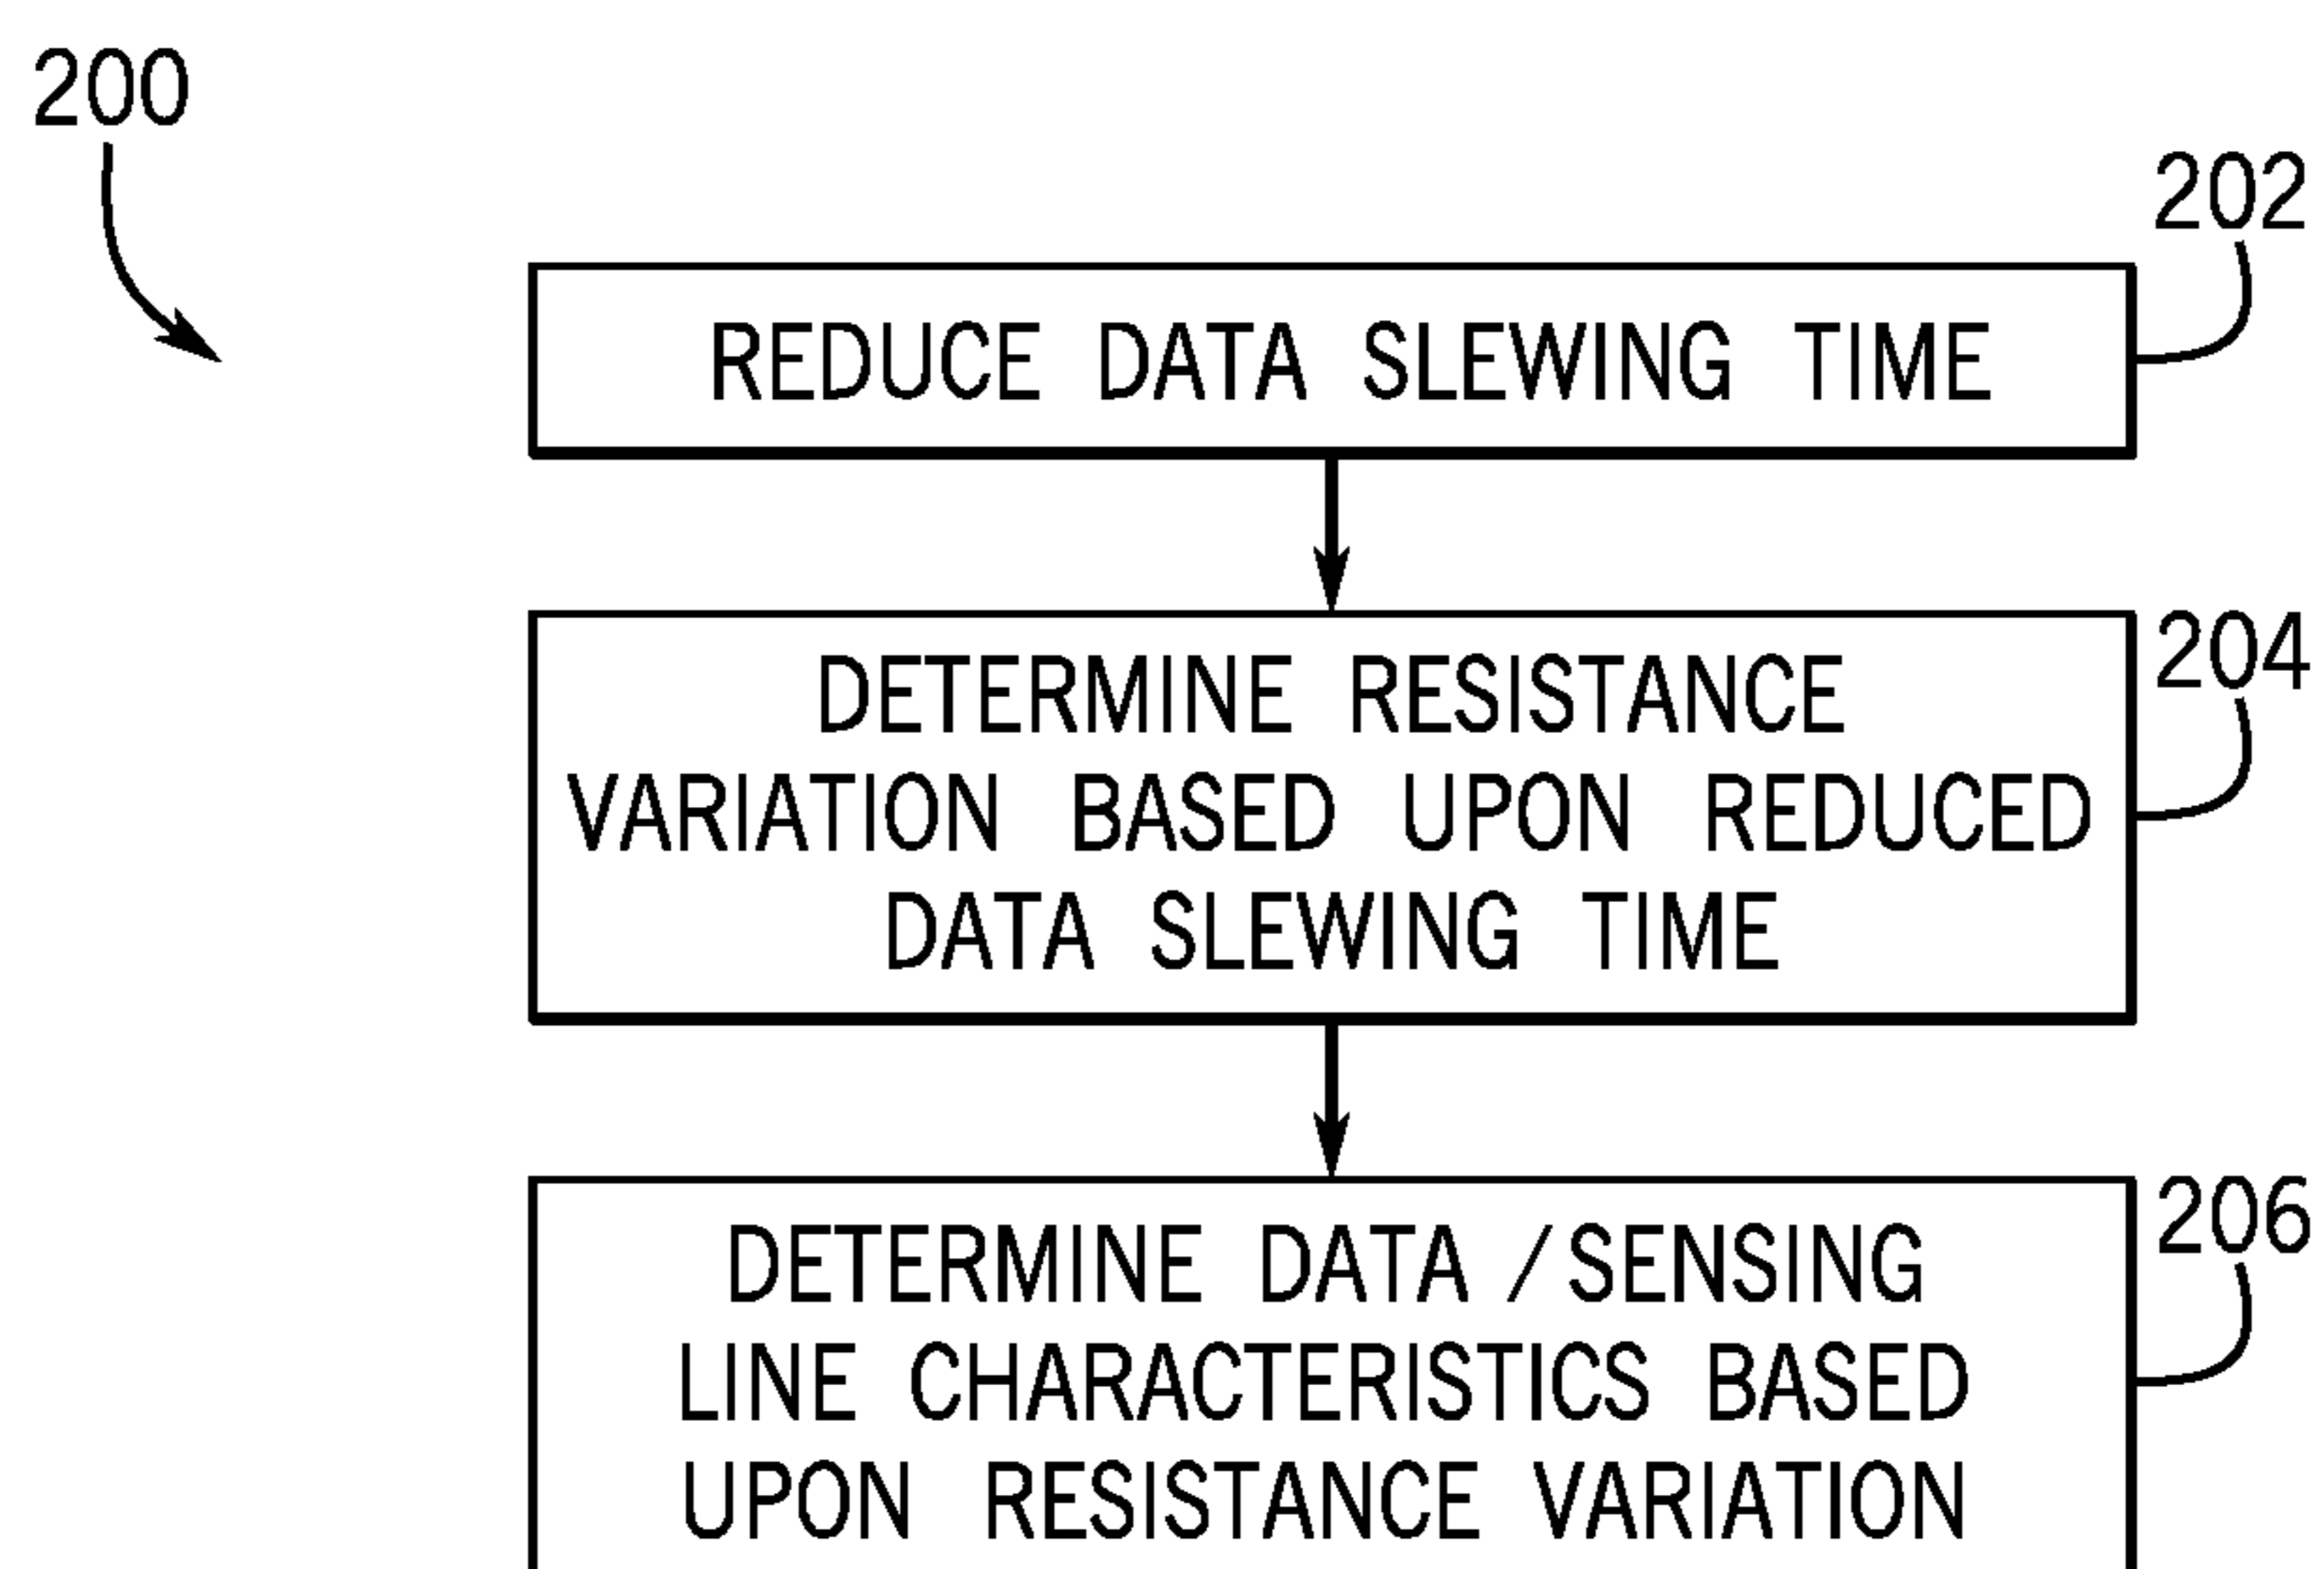 200
202
REDUCE DATA SLEWING TIME
204
DETERMINE RESISTANCE
VARIATION BASED UPON REDUCED
DATA SLEWING TIME
206
DETERMINE DATA /SENSING
LINE CHARACTERISTICS BASED
UPON RESISTANCE VARIATION